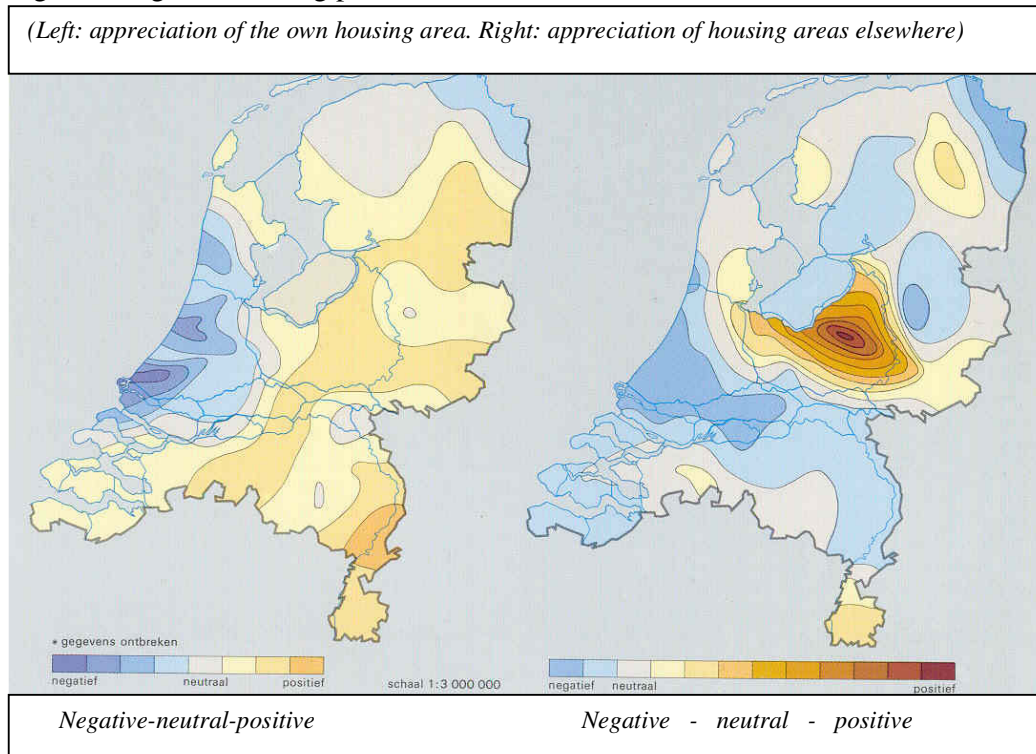 (Left: appreciation of the own housing area. Right: appreciation of housing areas elsewhere)
* gegevens ontbreken
negatief neutraal positief
schaal 1:3 000 000
negatief neutraal positief
Negative-neutral-positive
Negative - neutral - positive